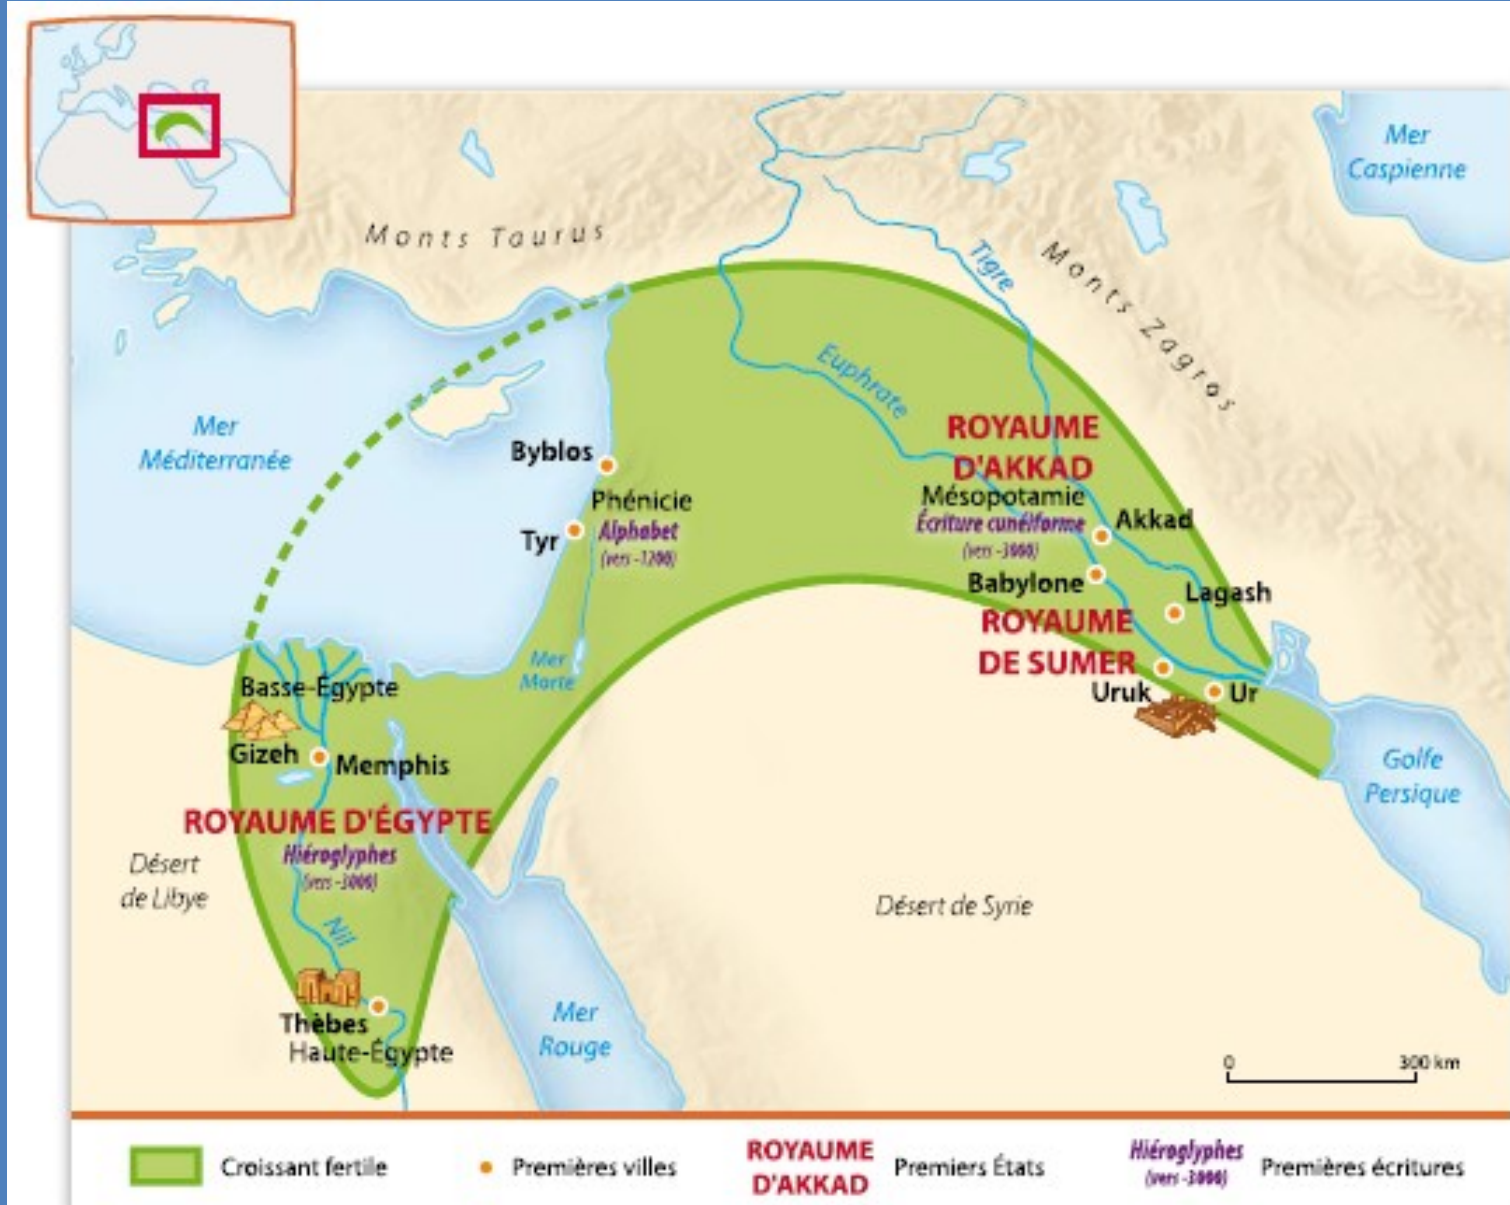 Mer
Caspienne
Monts Taurus
Tigre
Monts Zagros
Euphrate
Mer
Méditerranée
ROYAUME
D'AKKAD
Byblos
Mésopotamie
Phénicie
Écriture cunéiforme
(vers -3000)
Akkad
Alphabet
(vers -1200)
Tyr
Babylone
Lagash
ROYAUME
DE SUMER
Mer
Morte
Uruk
Ur
Basse-Égypte
Gizeh
Memphis
Golfe
Persique
ROYAUME D'ÉGYPTE
Hiéroglyphes
(vers -3000)
Désert
de Libye
Désert de Syrie
Nil
Thèbes
Haute-Égypte
Mer
Rouge
0 300 km
Croissant fertile
Premières villes
ROYAUME
D'AKKAD
Premiers États
Hiéroglyphes
(vers -3000)
Premières écritures